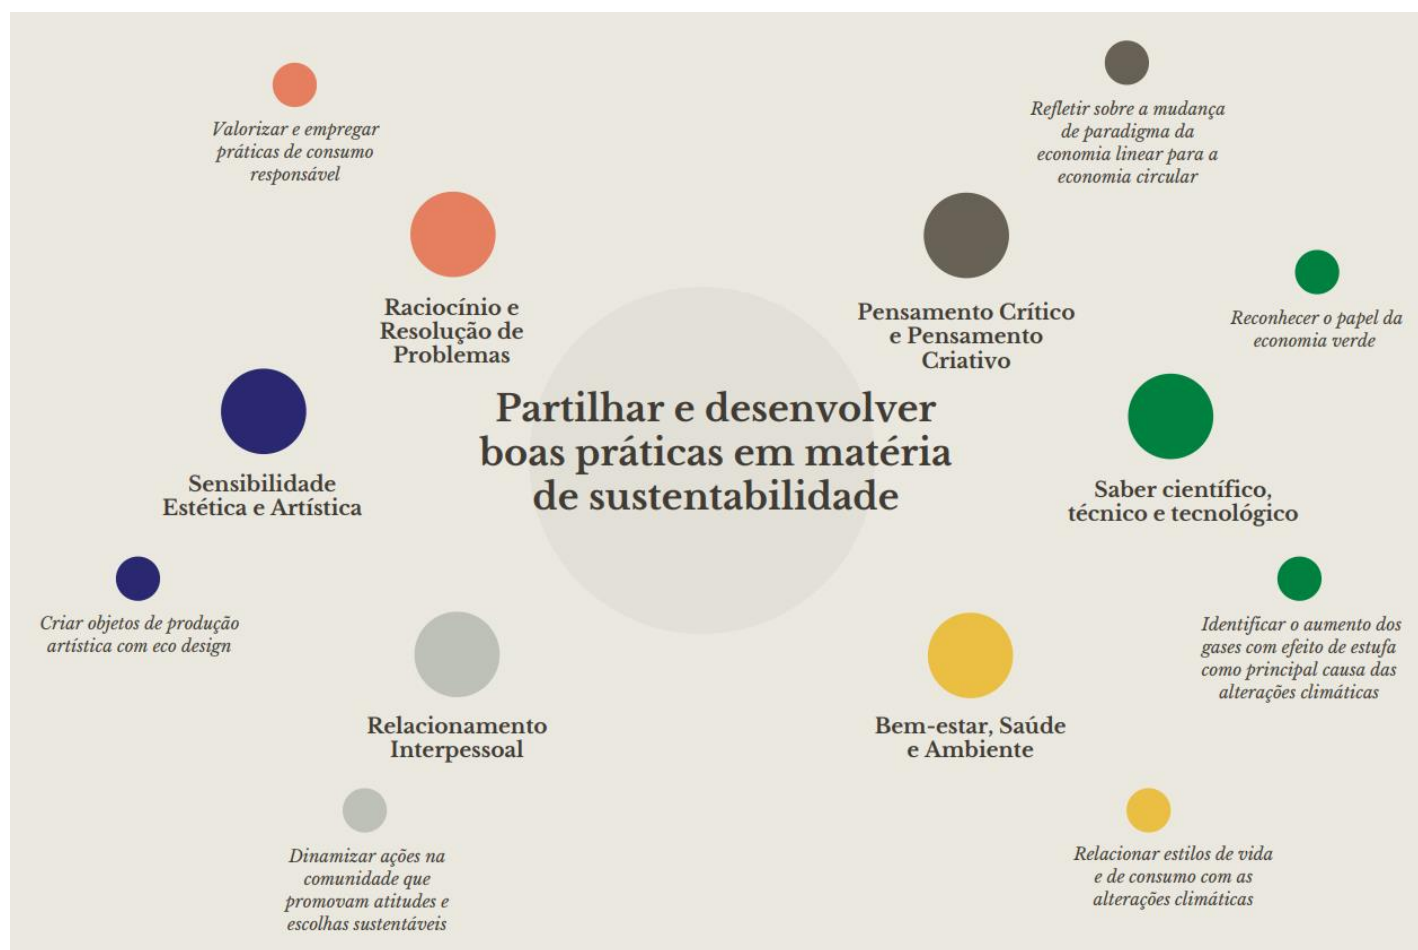 Valorizar e empregar
práticas de consumo
responsável
Refletir sobre a mudança
de paradigma da
economia linear para a
economia circular
Raciocínio e
Resolução de
Problemas
Pensamento Crítico
e Pensamento
Criativo
Reconhecer o papel da
economia verde
Partilhar e desenvolver
boas práticas em matéria
de sustentabilidade
Sensibilidade
Estética e Artística
Saber científico,
técnico e tecnológico
Criar objetos de produção
artística com eco design
Identificar o aumento dos
gases com efeito de estufa
como principal causa das
alterações climáticas
Relacionamento
Interpessoal
Bem-estar, Saúde
e Ambiente
Dinamizar ações na
comunidade que
promovam atitudes e
escolhas sustentáveis
Relacionar estilos de vida
e de consumo com as
alterações climáticas